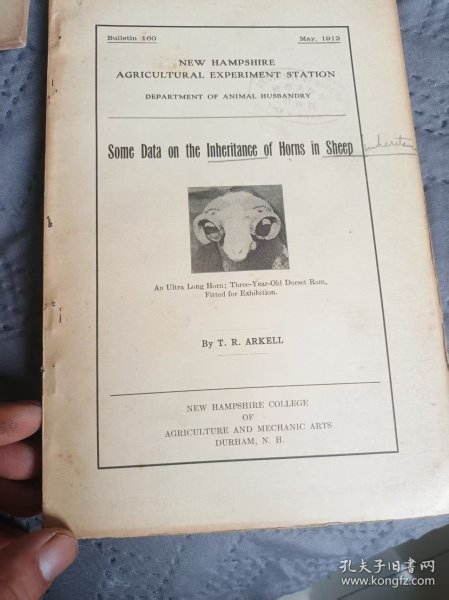 Bulletin 160 May, 1912
NEW HAMPSHIRE
AGRICULTURAL EXPERIMENT STATION
DEPARTMENT OF ANIMAL HUSBANDRY
Some Data on the Inheritance of Horns in Sheep
An Ultra Long Horn; Three-Year-Old Dorset Ram,
Fitted for Exhibition.
By T. R. ARKELL
NEW HAMPSHIRE COLLEGE
OF
AGRICULTURE AND MECHANIC ARTS
DURHAM, N. H.
孔夫子旧书网
www.kongfz.com